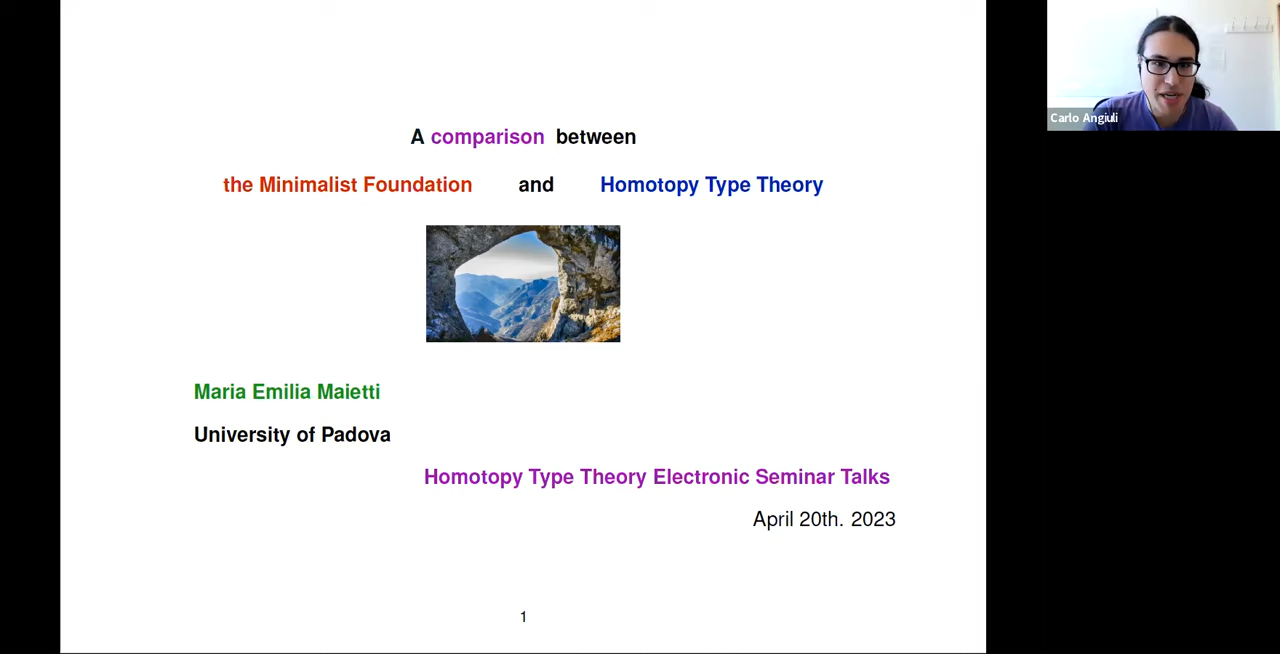 A comparison between
the Minimalist Foundation and Homotopy Type Theory
Maria Emilia Maietti
University of Padova
Homotopy Type Theory Electronic Seminar Talks
April 20th. 2023
1
Carlo Angiuli